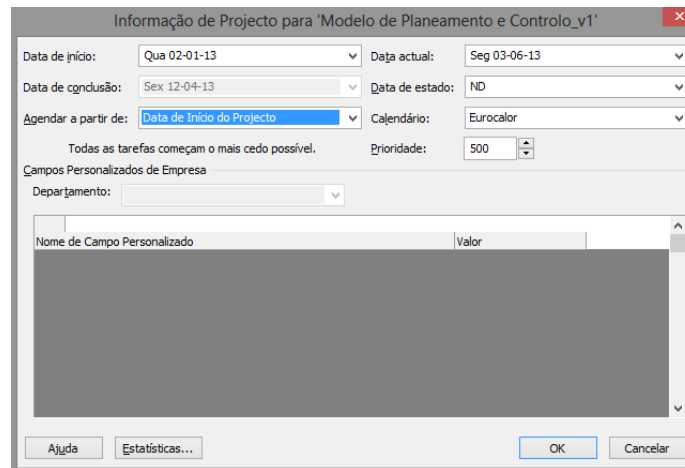 Informação de Projecto para 'Modelo de Planeamento e Controlo_v1'
Data de início: Qua 02-01-13 Data actual: Seg 03-06-13
Data de conclusão: Sex 12-04-13 Data de estado: ND
Agendar a partir de: Data de Início do Projecto Calendário: Eurocalor
Todas as tarefas começam o mais cedo possível. Prioridade: 500
Campos Personalizados de Empresa
Departamento:
Nome de Campo Personalizado Valor
Ajuda Estatísticas... OK Cancelar